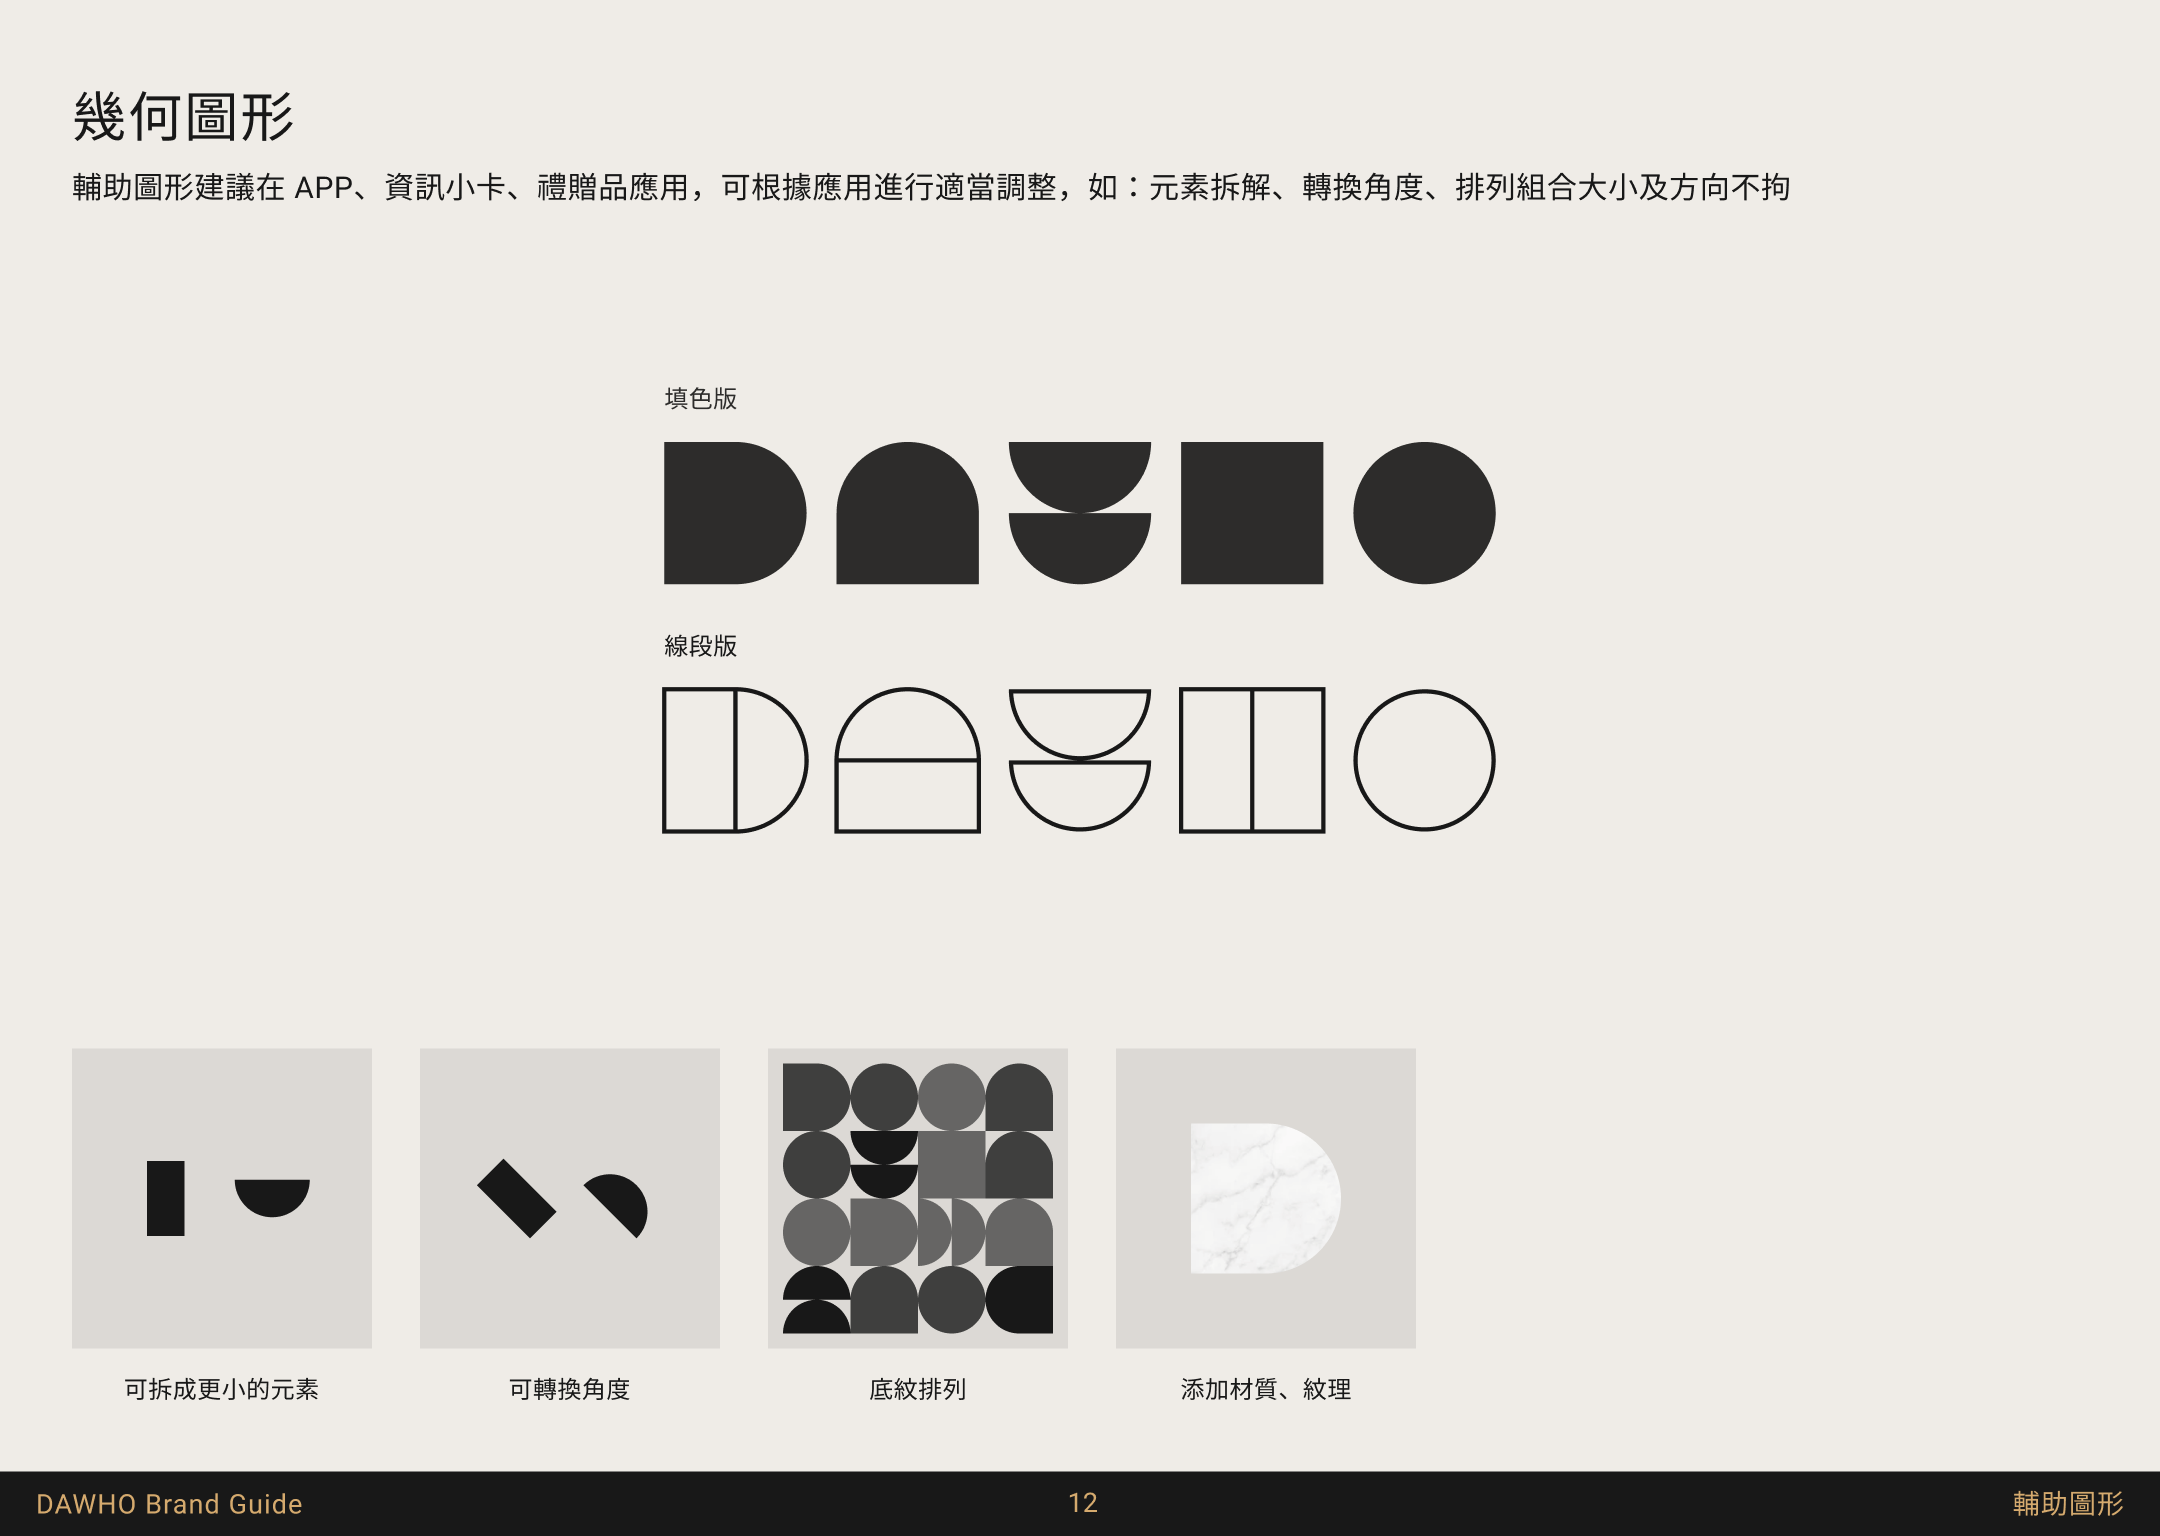 幾何圖形
輔助圖形建議在 APP、資訊小卡、禮贈品應用，可根據應用進行適當調整，如：元素拆解、轉換角度、排列組合大小及方向不拘
填色版
線段版
可拆成更小的元素
可轉換角度
底紋排列
添加材質、紋理
DAWHO Brand Guide
12
輔助圖形